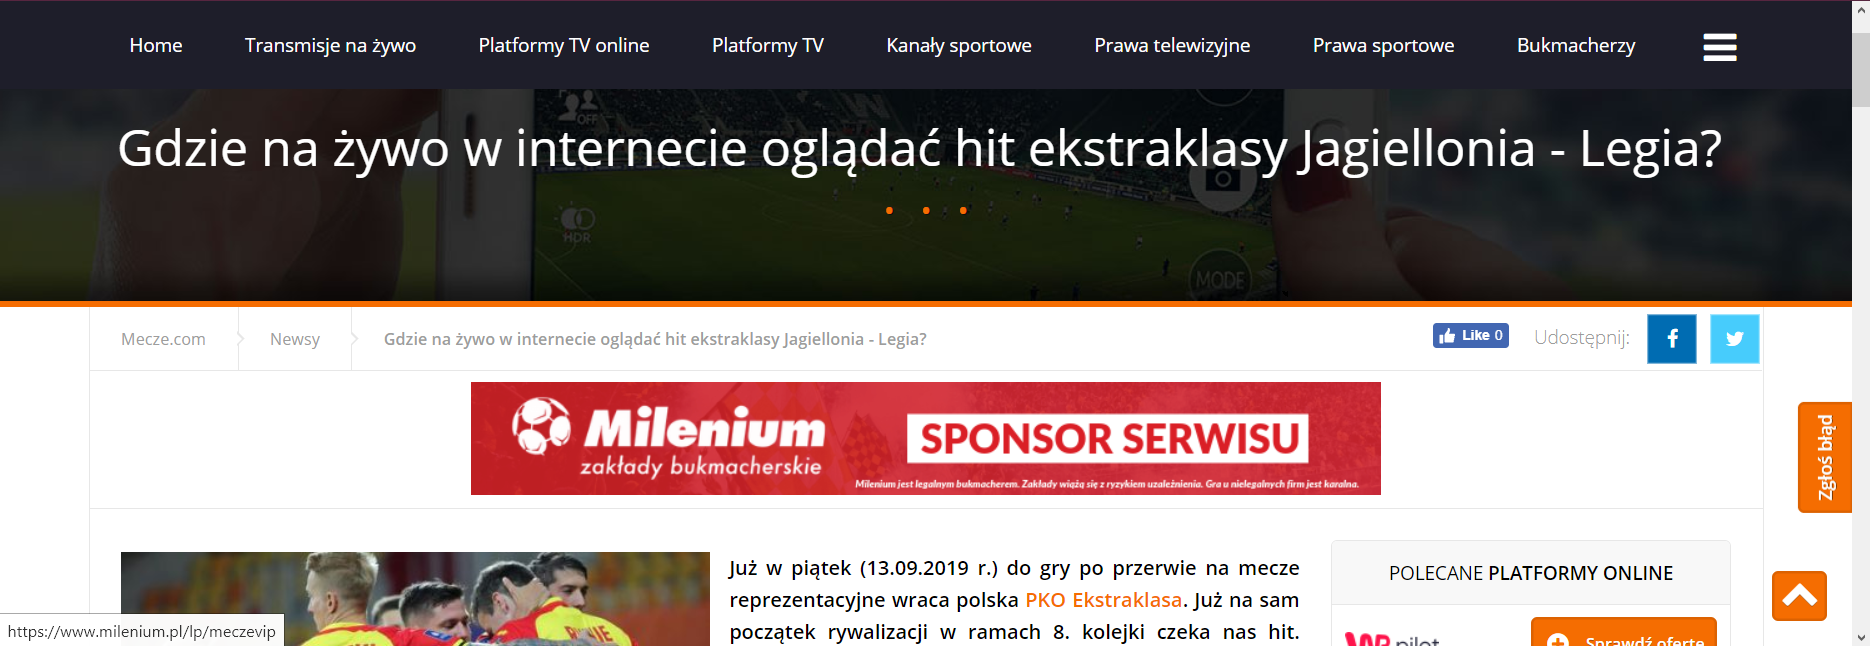 Home Transmisje na żywo Platformy TV online Platformy TV Kanały sportowe Prawa telewizyjne Prawa sportowe Bukmacherzy
OFF
Gdzie na żywo w internecie oglądać hit ekstraklasy Jagiellonia - Legia?
HDR
MODE
Mecze.com Newsy Gdzie na żywo w internecie oglądać hit ekstraklasy Jagiellonia - Legia? Like 0 Udostępnij:
Milenium
zakłady bukmacherskie
SPONSOR SERWISU
Milenium jest legalnym bukmacherem. Zakłady wiążą się z ryzykiem uzależnienia. Gra u nielegalnych firm jest karalna.
Zgłoś błąd
Już w piątek (13.09.2019 r.) do gry po przerwie na mecze
reprezentacyjne wraca polska PKO Ekstraklasa. Już na sam
początek rywalizacji w ramach 8. kolejki czeka nas hit.
POLECANE PLATFORMY ONLINE
WP pilot Sprawdź ofertę
https://www.milenium.pl/lp/meczevip